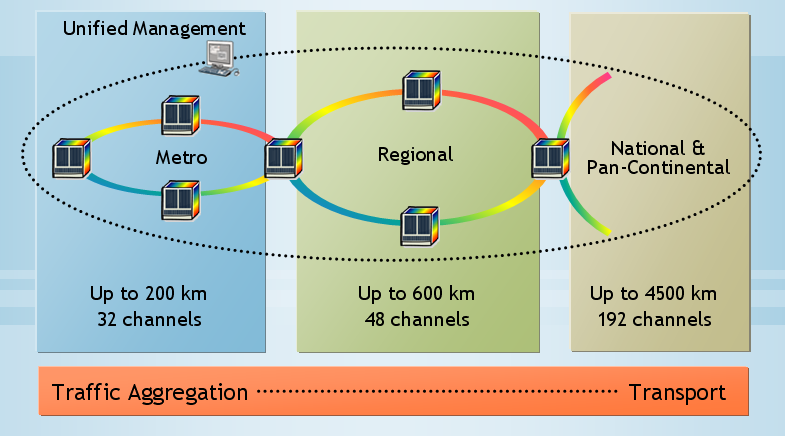 Unified Management
Metro
Regional
National &
Pan-Continental
Up to 200 km
32 channels
Up to 600 km
48 channels
Up to 4500 km
192 channels
Traffic Aggregation
Transport